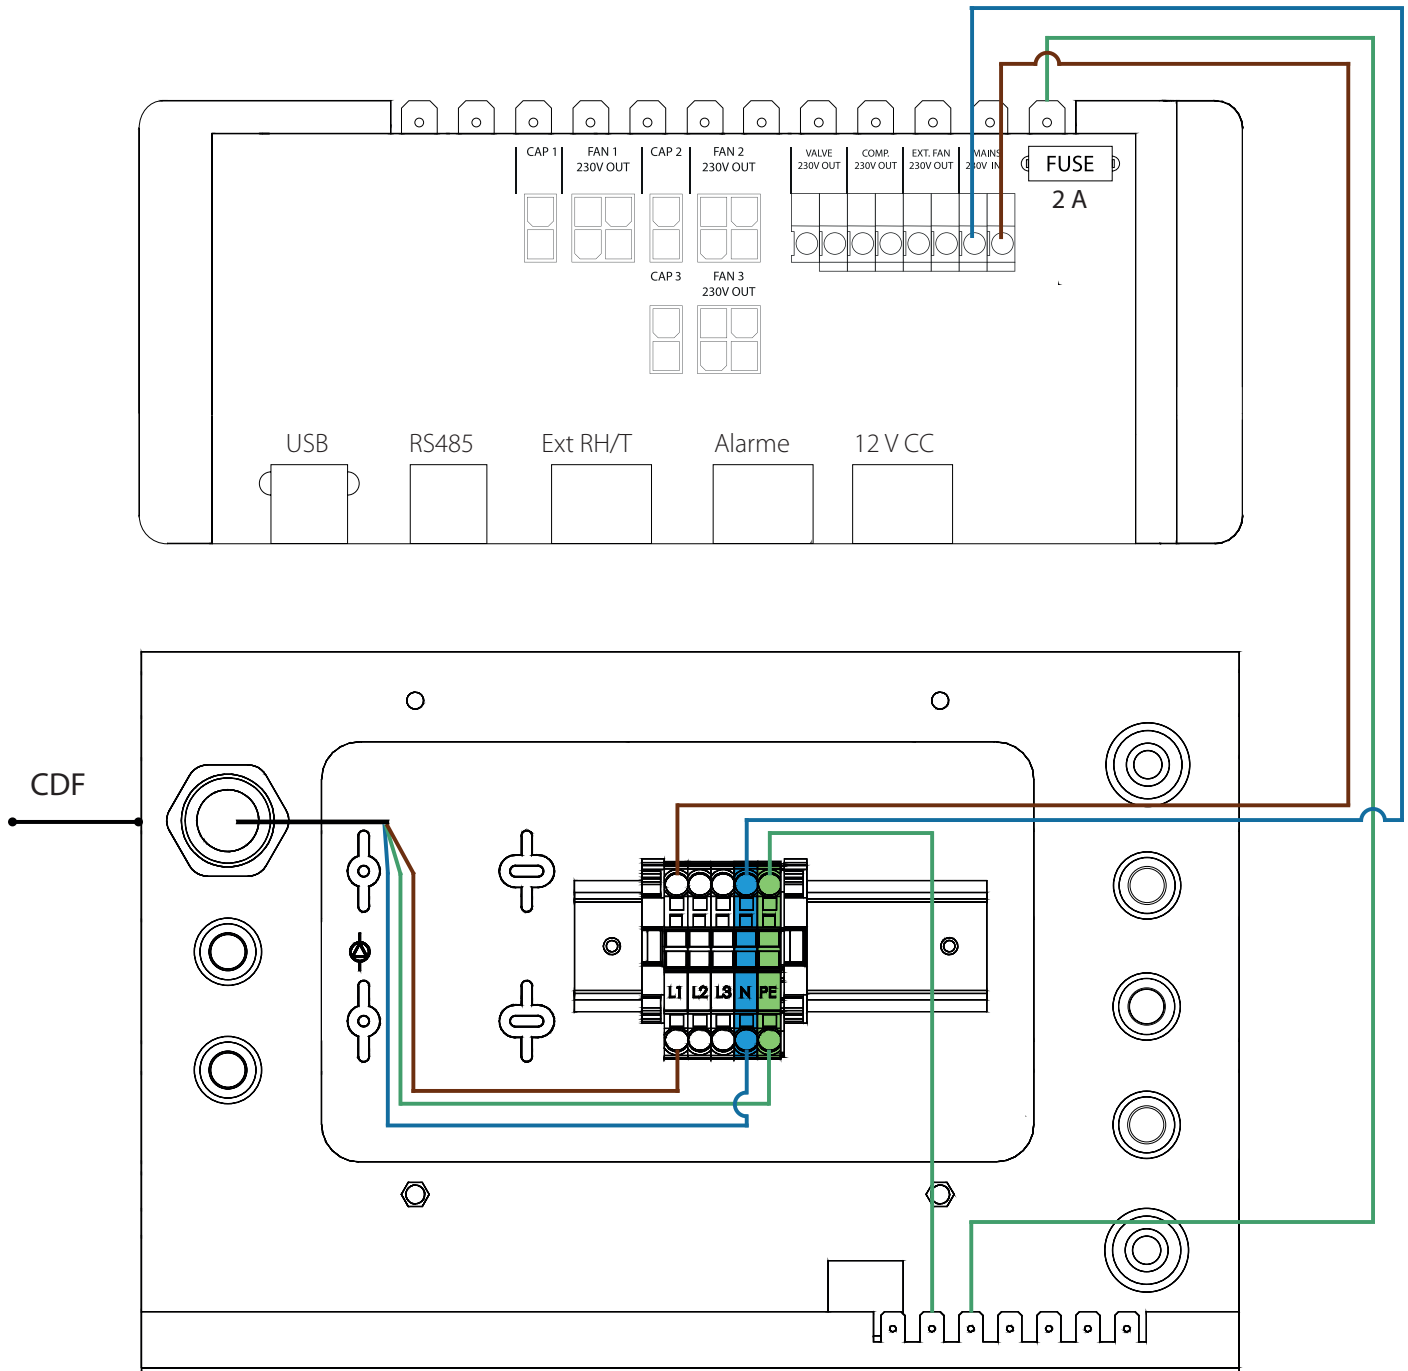 CAP 1
FAN 1
230V OUT
CAP 2
FAN 2
230V OUT
VALVE
230V OUT
COMP.
230V OUT
EXT. FAN
230V OUT
MAINS
230V IN
FUSE
2 A
CAP 3
FAN 3
230V OUT
USB
RS485
Ext RH/T
Alarme
12 V CC
CDF
L1
L2
L3
N
PE